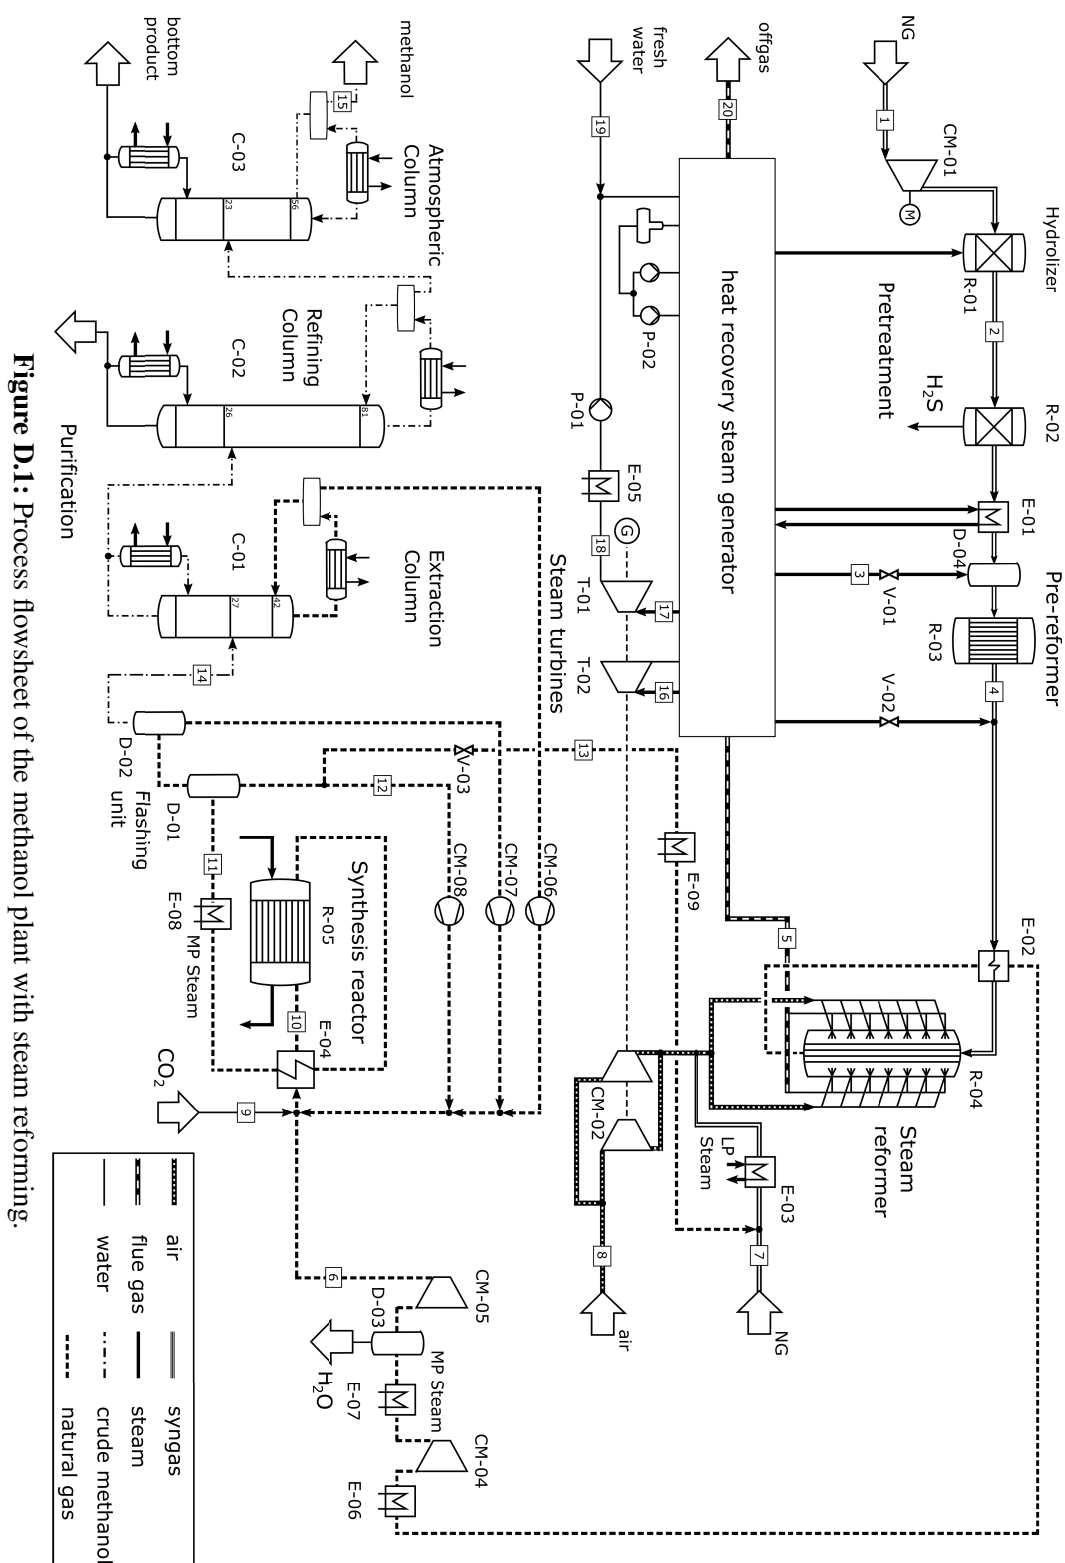 NG
1
CM-01
M
Hydrolizer
R-01
2
R-02
H2S
Pretreatment
E-01
D-04
Pre-reformer
R-03
3
V-01
4
V-02
E-02
R-04
Steam
reformer
offgas
20
heat recovery steam generator
5
fresh
water
19
P-02
P-01
E-05
18
G
17
T-01
16
T-02
Steam turbines
13
E-09
CM-02
LP
Steam
E-03
7
NG
8
air
methanol
15
Atmospheric
Column
C-03
56
23
bottom
product
Refining
Column
C-02
81
26
Purification
Extraction
Column
C-01
42
27
14
D-02
D-01
Flashing
unit
V-03
12
11
CM-06
CM-07
CM-08
Synthesis reactor
R-05
10
E-04
E-08
MP Steam
CO2
9
6
CM-05
D-03
H2O
MP Steam
E-07
CM-04
E-06
air
syngas
flue gas
steam
water
crude methanol
natural gas
Figure D.1: Process flowsheet of the methanol plant with steam reforming.